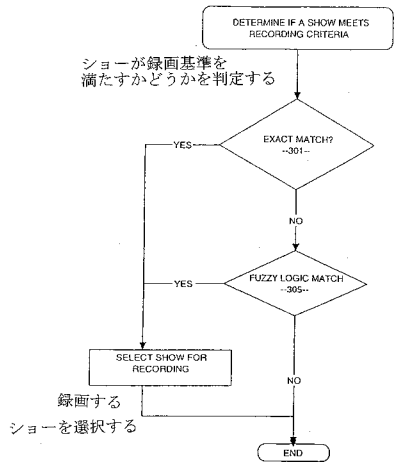 DETERMINE IF A SHOW MEETS
RECORDING CRITERIA
ショーが録画基準を
満たすかどうかを判定する
EXACT MATCH?
--301--
YES
NO
FUZZY LOGIC MATCH
--305--
YES
SELECT SHOW FOR
RECORDING
NO
録画する
ショーを選択する
END